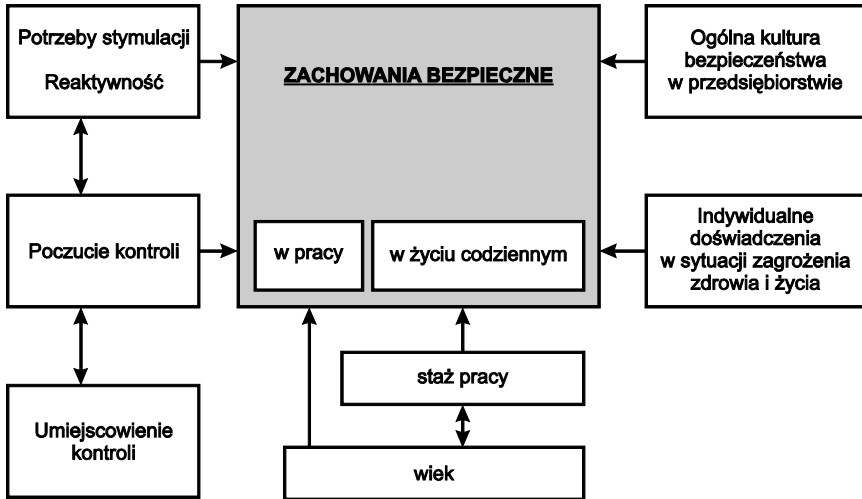 Potrzeby stymulacji
Reaktywność
ZACHOWANIA BEZPIECZNE
Ogólna kultura
bezpieczeństwa
w przedsiębiorstwie
Poczucie kontroli
w pracy
w życiu codziennym
Indywidualne
doświadczenia
w sytuacji zagrożenia
zdrowia i życia
staż pracy
Umiejscowienie
kontroli
wiek